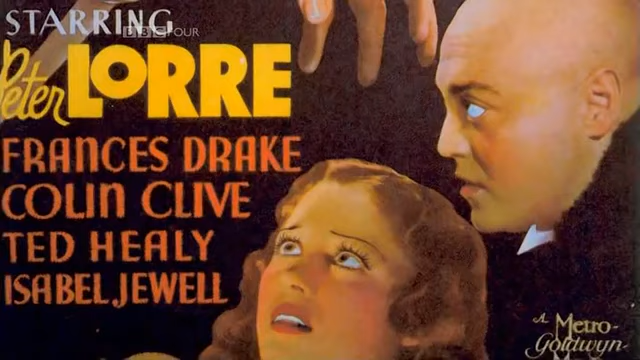 STARRING
BBC FOUR
Peter LORRE
FRANCES DRAKE
COLIN CLIVE
TED HEALY
ISABEL JEWELL
A Metro-
Goldwyn-